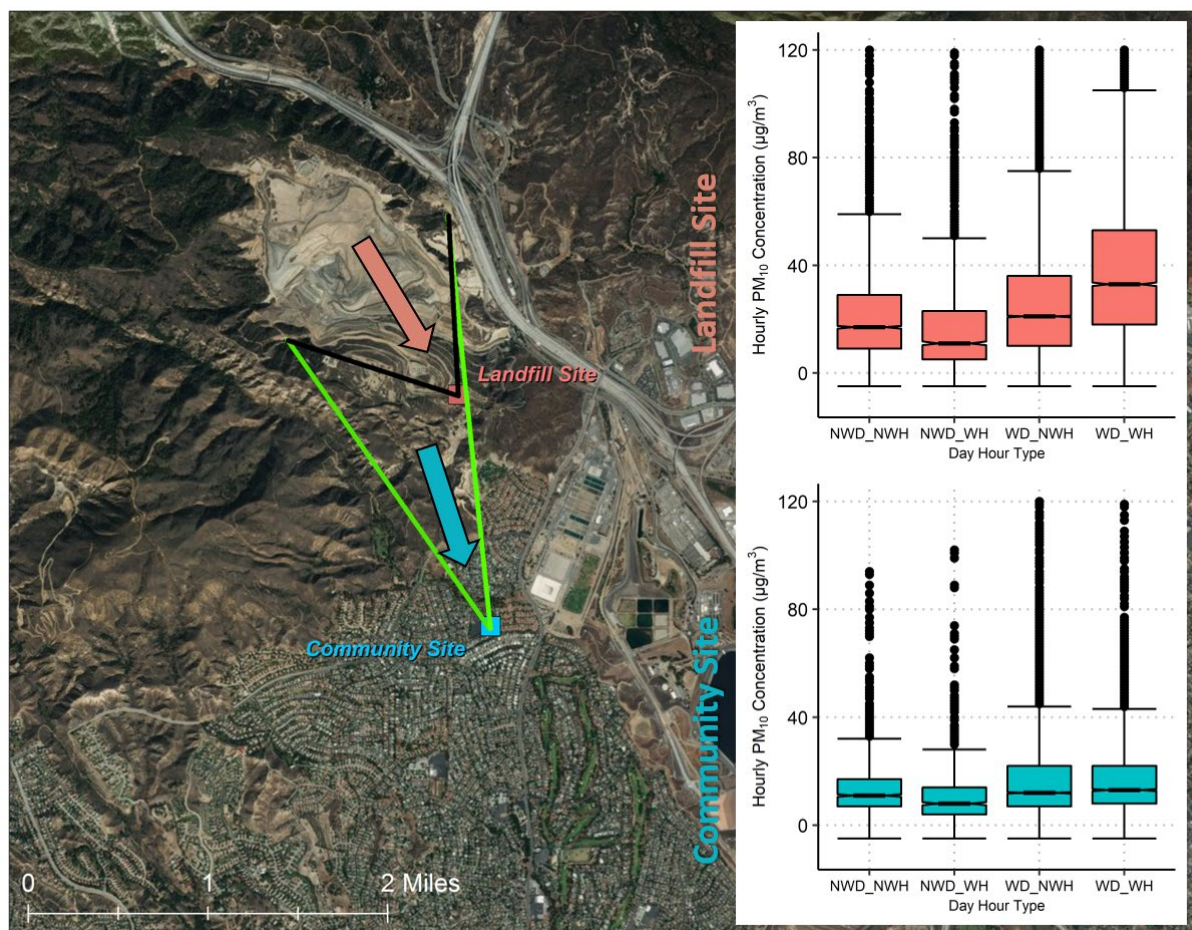 Landfill Site
Community Site
0 1 2 Miles
Landfill Site
Hourly PM₁₀ Concentration (µg/m³)
120
80
40
0
NWD_NWH NWD_WH WD_NWH WD_WH
Day Hour Type
Community Site
Hourly PM₁₀ Concentration (µg/m³)
120
80
40
0
NWD_NWH NWD_WH WD_NWH WD_WH
Day Hour Type